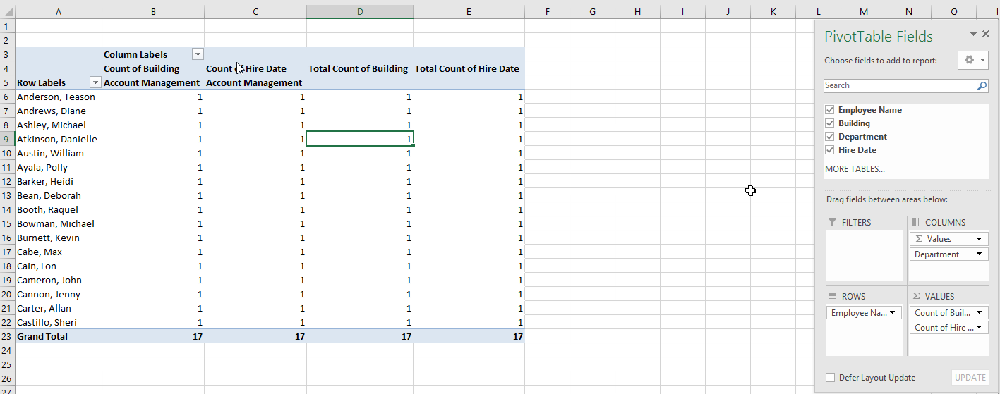 A B C D E F G H I J K L M N O
1
2
3 Column Labels
4 Count of Building Count of Hire Date Total Count of Building Total Count of Hire Date
5 Row Labels Account Management Account Management
6 Anderson, Teason 1 1 1 1
7 Andrews, Diane 1 1 1 1
8 Ashley, Michael 1 1 1 1
9 Atkinson, Danielle 1 1 1 1
10 Austin, William 1 1 1 1
11 Ayala, Polly 1 1 1 1
12 Barker, Heidi 1 1 1 1
13 Bean, Deborah 1 1 1 1
14 Booth, Raquel 1 1 1 1
15 Bowman, Michael 1 1 1 1
16 Burnett, Kevin 1 1 1 1
17 Cabe, Max 1 1 1 1
18 Cain, Lon 1 1 1 1
19 Cameron, John 1 1 1 1
20 Cannon, Jenny 1 1 1 1
21 Carter, Allan 1 1 1 1
22 Castillo, Sheri 1 1 1 1
23 Grand Total 17 17 17 17
24
25
26
27
PivotTable Fields
Choose fields to add to report:
Search
Employee Name
Building
Department
Hire Date
MORE TABLES...
Drag fields between areas below:
FILTERS
COLUMNS
Σ Values
Department
ROWS
Employee Na...
Σ VALUES
Count of Buil...
Count of Hire ...
Defer Layout Update
UPDATE